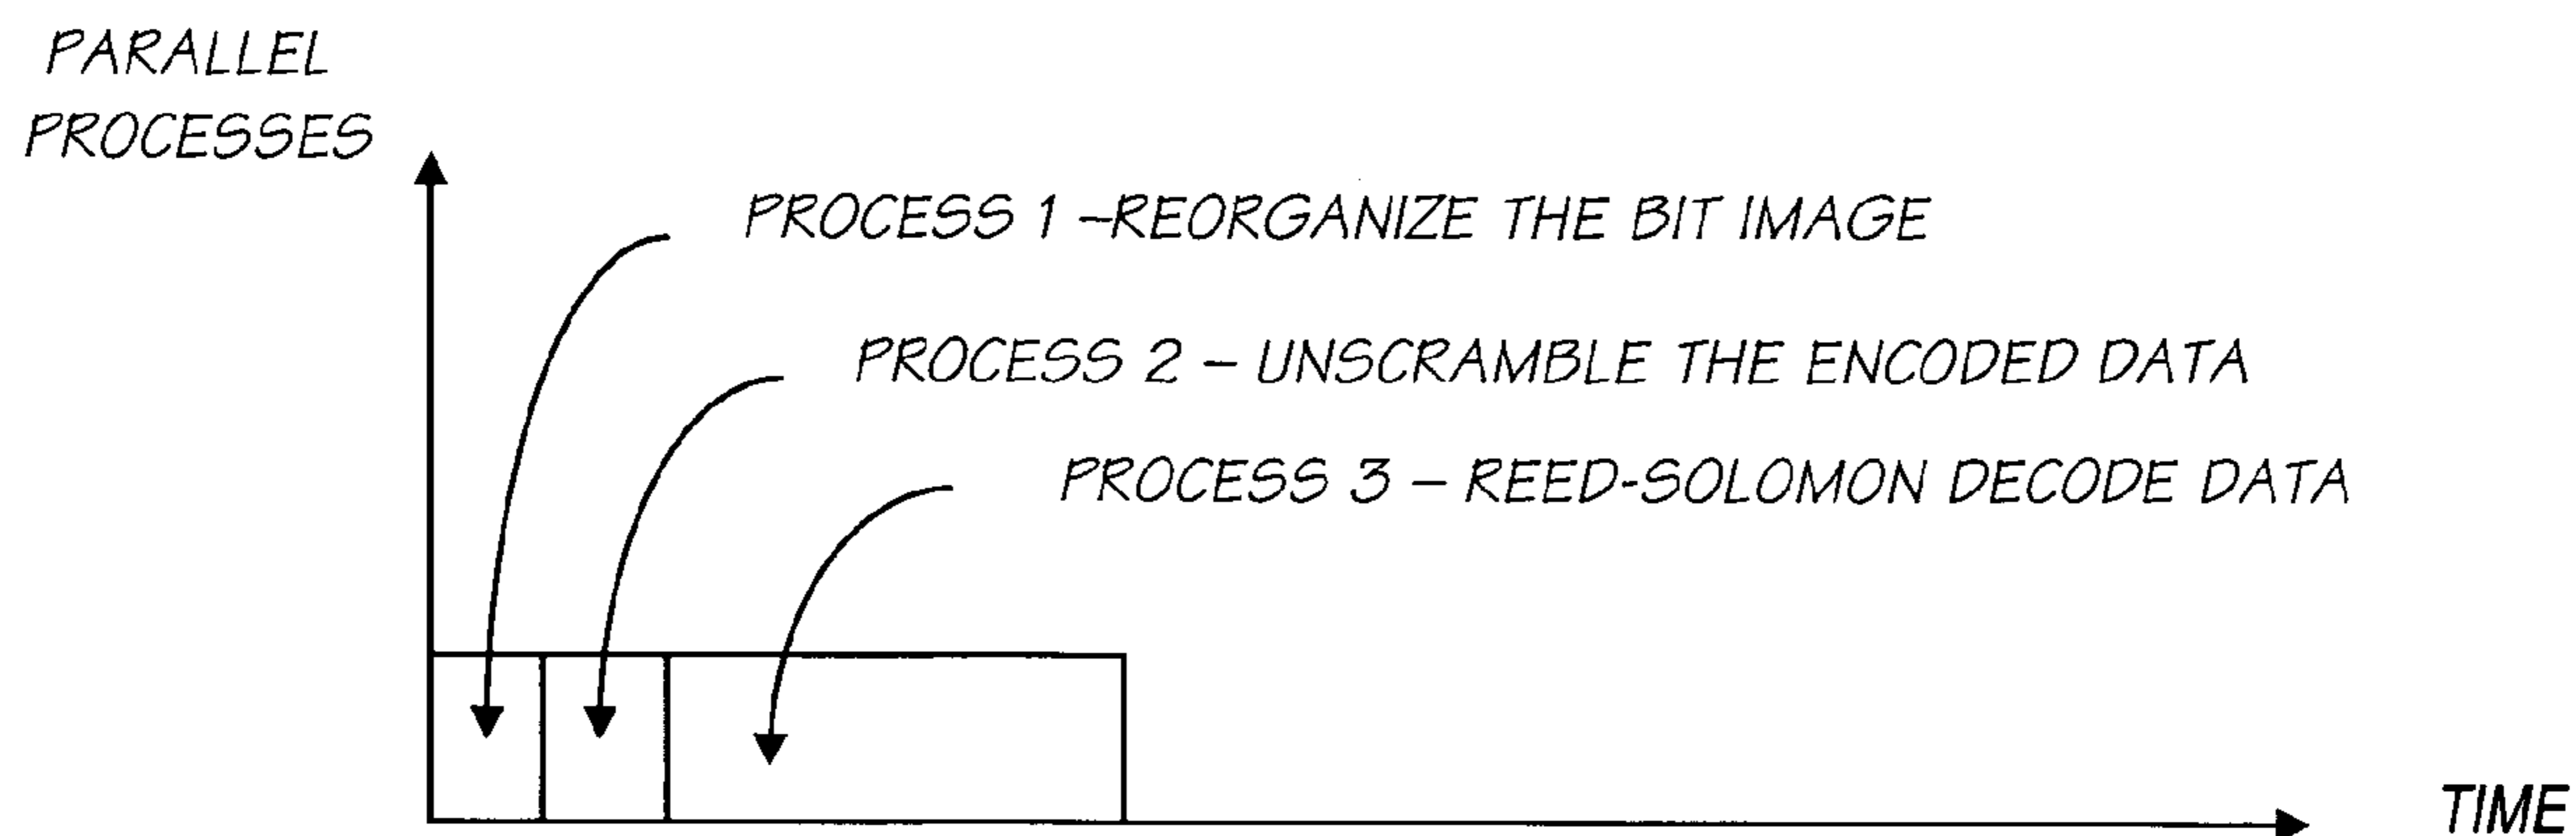 PARALLEL
PROCESSES
PROCESS 1 –REORGANIZE THE BIT IMAGE
PROCESS 2 – UNSCRAMBLE THE ENCODED DATA
PROCESS 3 – REED-SOLOMON DECODE DATA
TIME